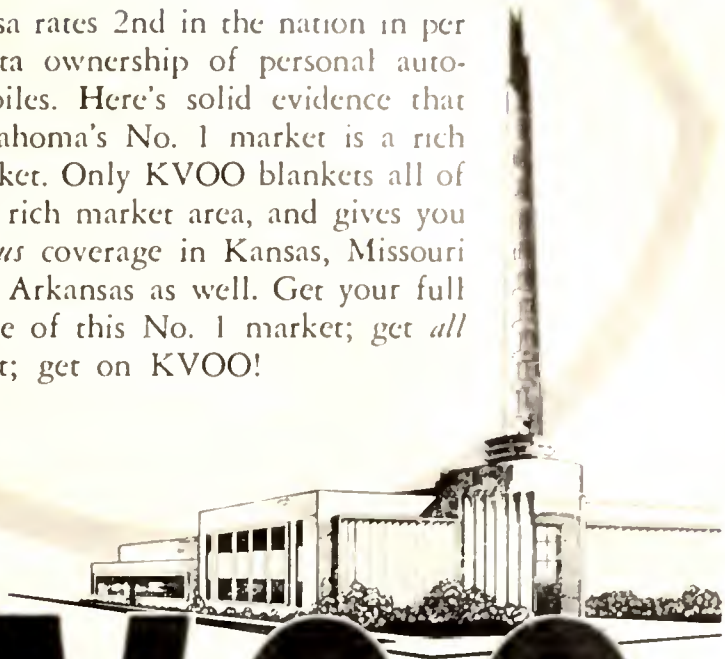 sa rates 2nd in the nation in per
ta ownership of personal auto-
biles. Here's solid evidence that
ahoma's No. 1 market is a rich
ket. Only KVOO blankets all of
rich market area, and gives you
us coverage in Kansas, Missouri
Arkansas as well. Get your full
e of this No. 1 market; get all
t; get on KVOO!